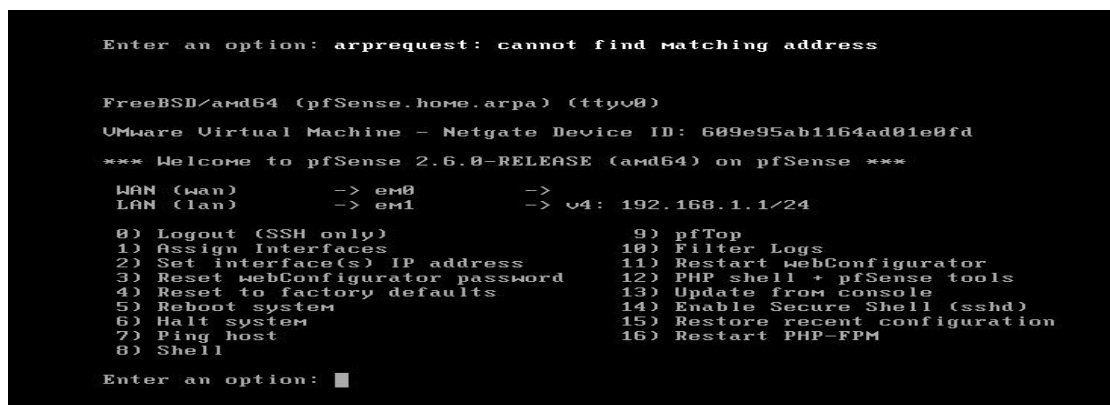 Enter an option: arprequest: cannot find matching address
FreeBSD/amd64 (pfSense.home.arpa) (ttyv0)
VMware Virtual Machine - Netgate Device ID: 609e95ab1164ad01e0fd
*** Welcome to pfSense 2.6.0-RELEASE (amd64) on pfSense ***
WAN (wan) -> em0 ->
LAN (lan) -> em1 -> v4: 192.168.1.1/24
0) Logout (SSH only) 9) pfTop
1) Assign Interfaces 10) Filter Logs
2) Set interface(s) IP address 11) Restart webConfigurator
3) Reset webConfigurator password 12) PHP shell + pfSense tools
4) Reset to factory defaults 13) Update from console
5) Reboot system 14) Enable Secure Shell (sshd)
6) Halt system 15) Restore recent configuration
7) Ping host 16) Restart PHP-FPM
8) Shell
Enter an option: